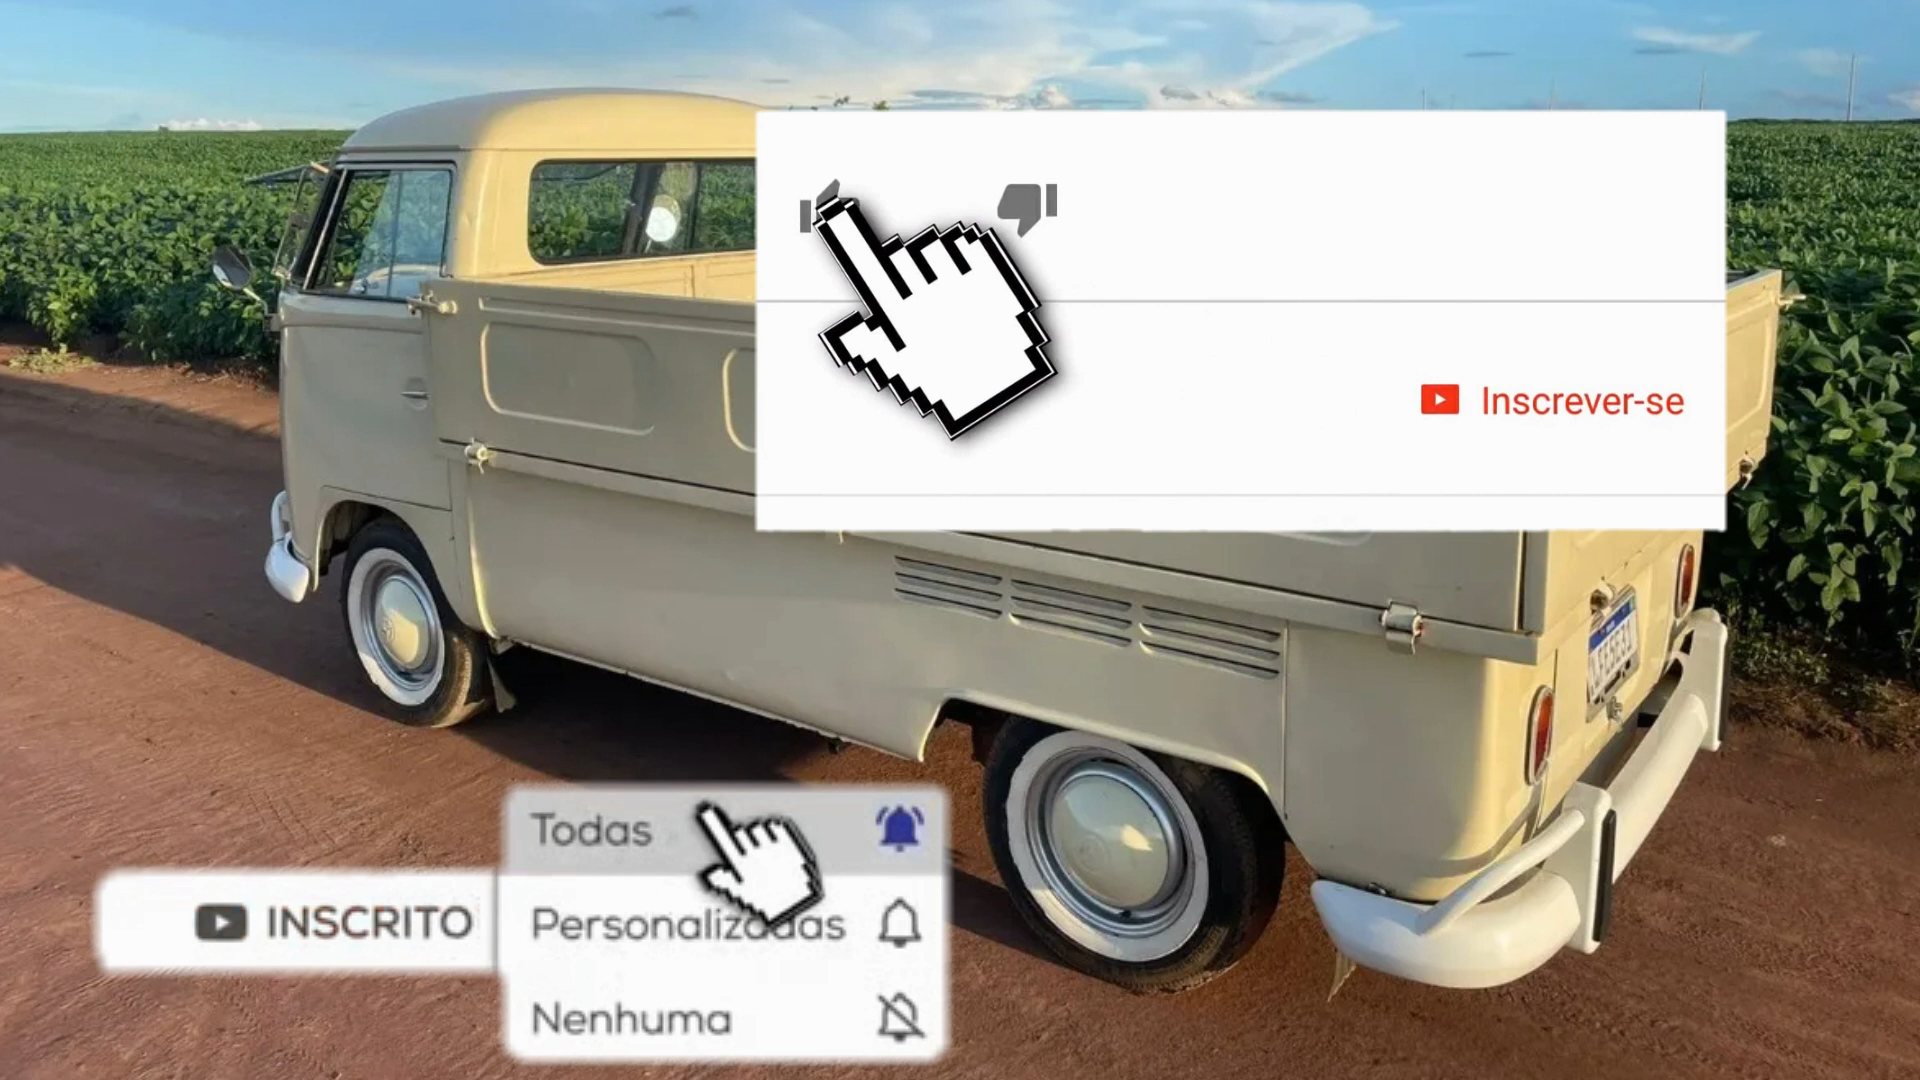 Inscrever-se
Todas
INSCRITO
Personalizadas
Nenhuma